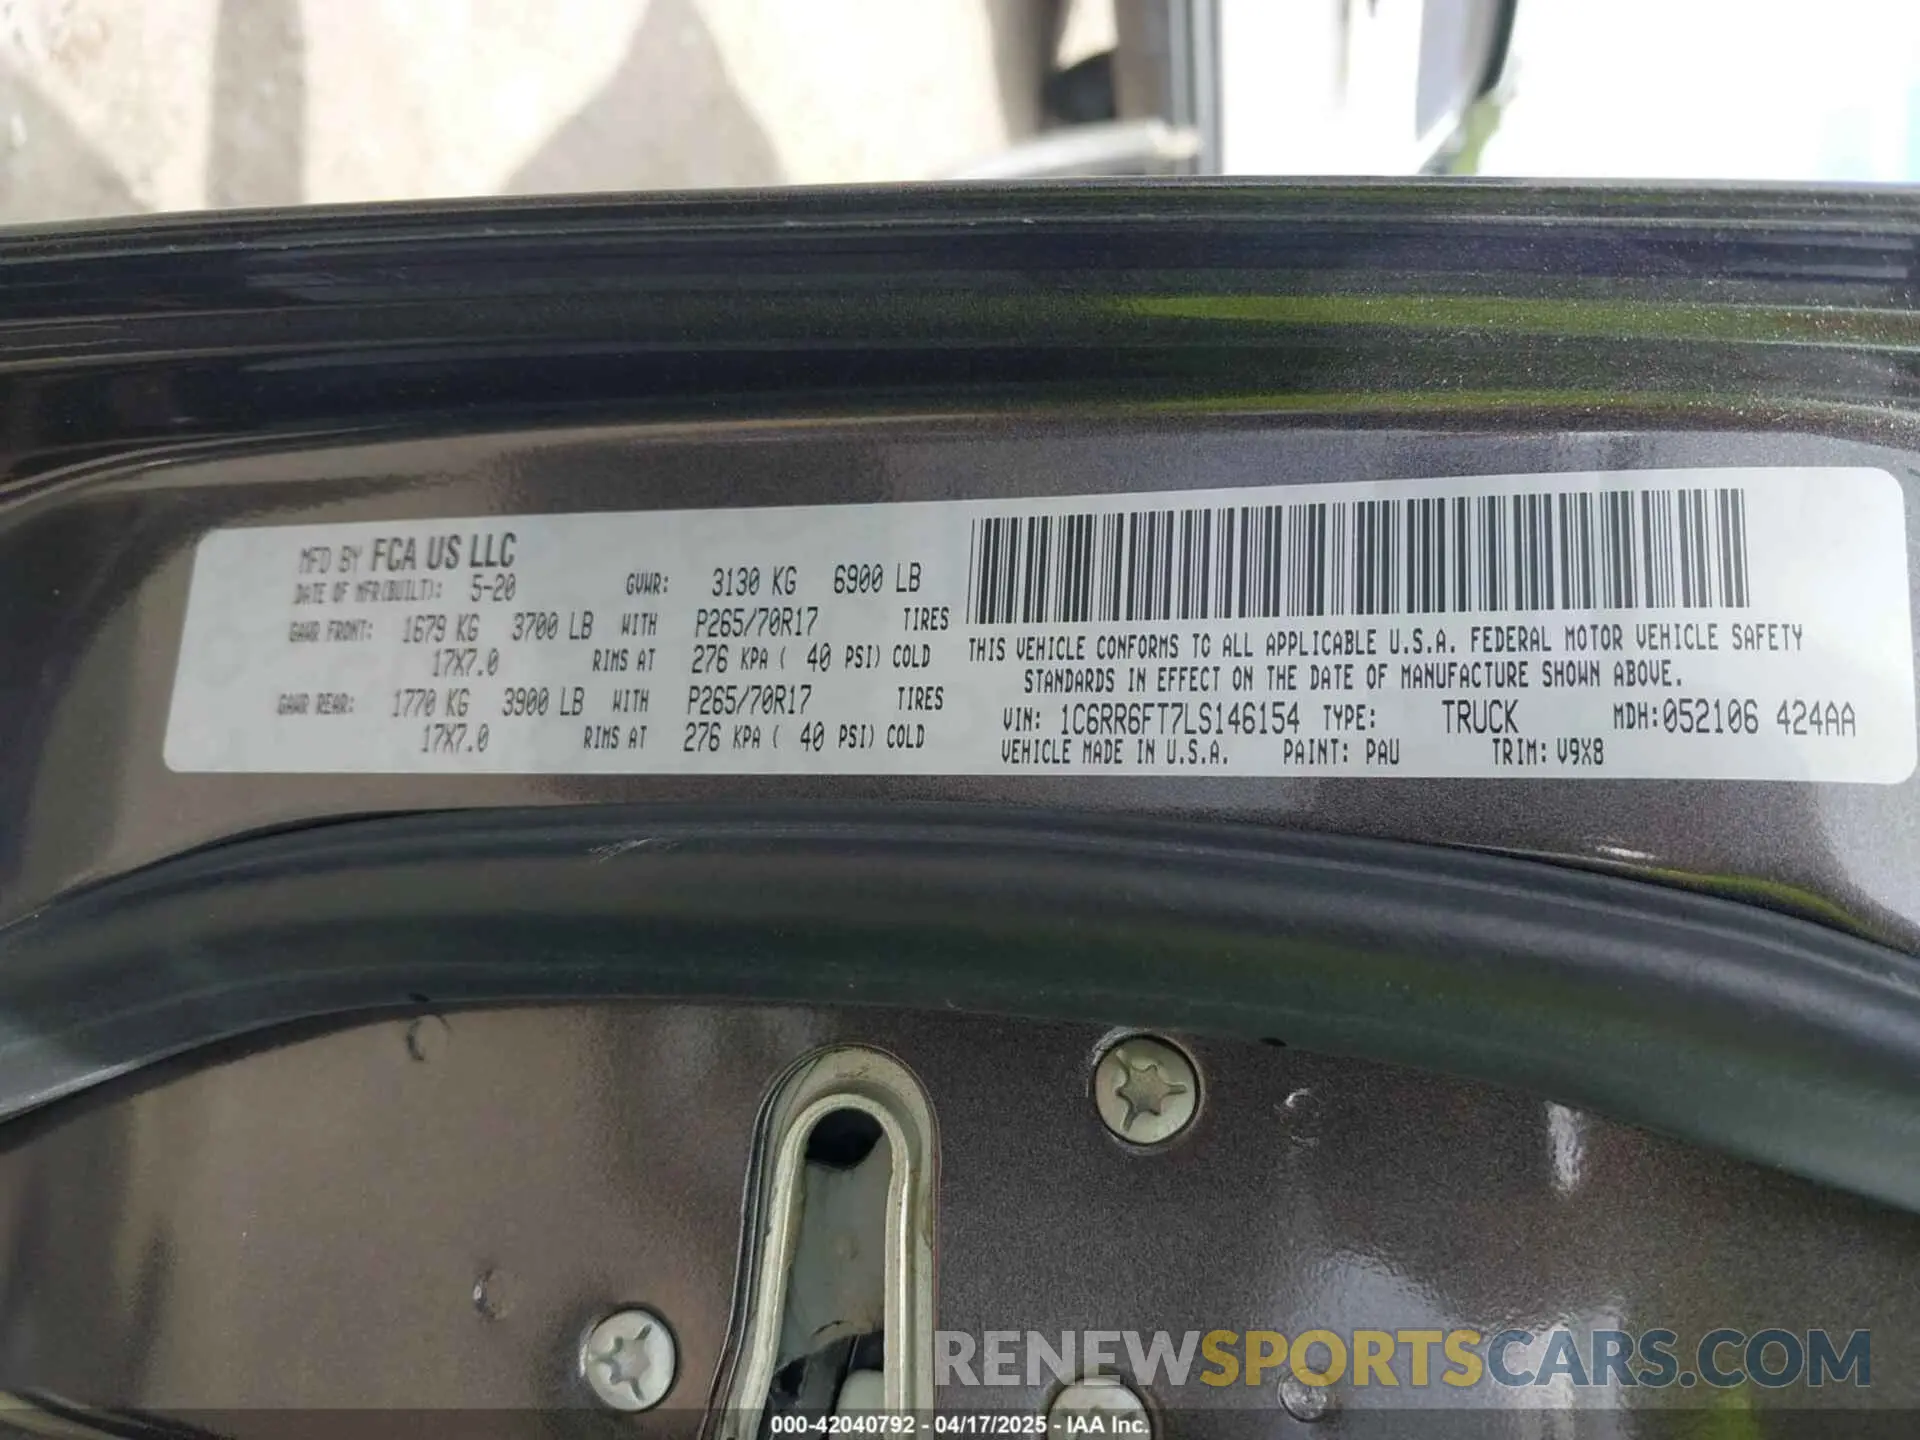 MFD BY FCA US LLC
DATE OF MFR(BUILT): 5-20 GVWR: 3130 KG 6900 LB
GAWR FRONT: 1679 KG 3700 LB WITH P265/70R17 TIRES
17X7.0 RIMS AT 276 KPA ( 40 PSI) COLD
GAWR REAR: 1770 KG 3900 LB WITH P265/70R17 TIRES
17X7.0 RIMS AT 276 KPA ( 40 PSI) COLD
THIS VEHICLE CONFORMS TO ALL APPLICABLE U.S.A. FEDERAL MOTOR VEHICLE SAFETY
STANDARDS IN EFFECT ON THE DATE OF MANUFACTURE SHOWN ABOVE.
VIN: 1C6RR6FT7LS146154 TYPE: TRUCK MDH:052106 424AA
VEHICLE MADE IN U.S.A. PAINT: PAU TRIM: V9X8
RENEWSPORTSCARS.COM
000-42040792 - 04/17/2025 - IAA Inc.